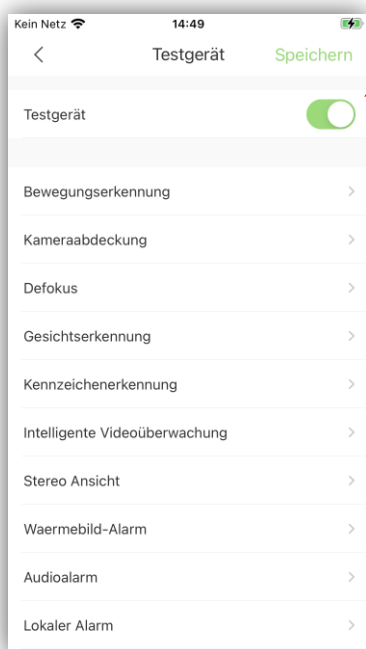 Kein Netz 14:49
Testgerät Speichern
Testgerät
Bewegungserkennung
Kameraabdeckung
Defokus
Gesichtserkennung
Kennzeichenerkennung
Intelligente Videoüberwachung
Stereo Ansicht
Waermebild-Alarm
Audioalarm
Lokaler Alarm